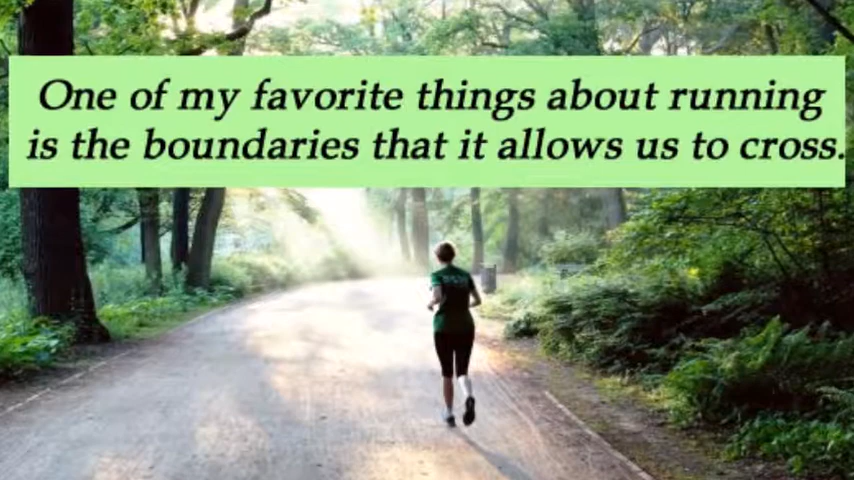 One of my favorite things about running
is the boundaries that it allows us to cross.